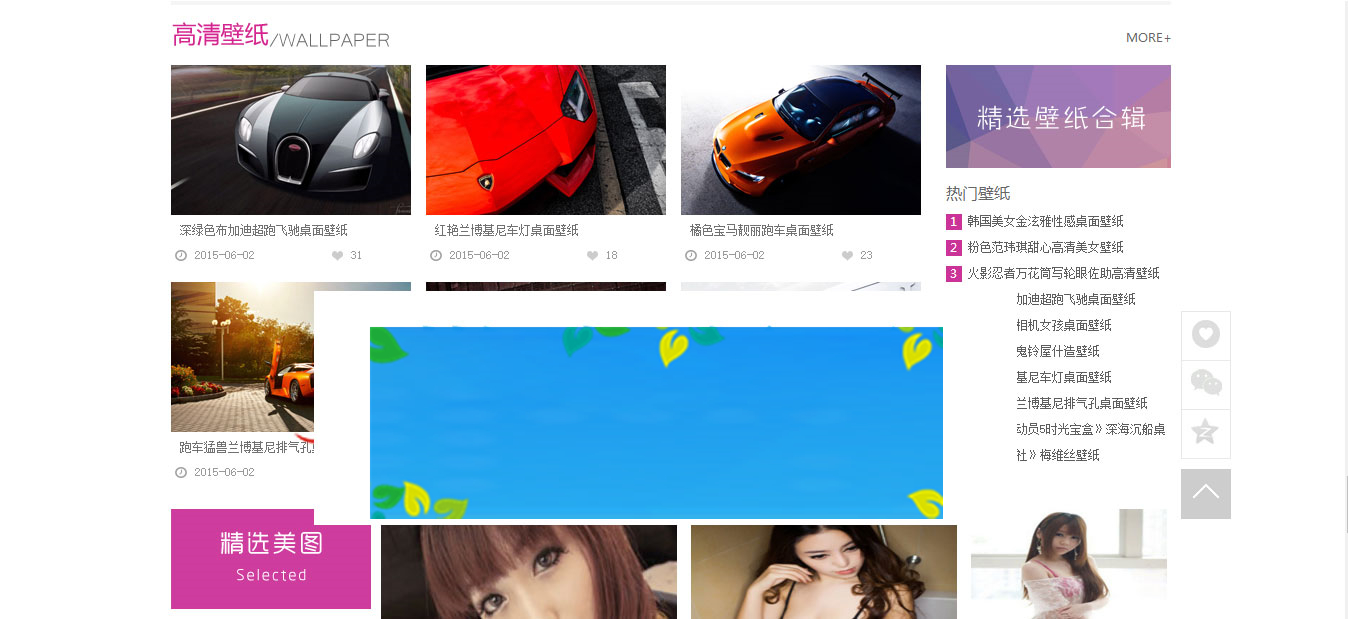 高清壁纸/WALLPAPER
MORE+
精选壁纸合辑
深绿色布加迪超跑飞驰桌面壁纸
2015-06-02 31
红艳兰博基尼车灯桌面壁纸
2015-06-02 18
橘色宝马靓丽跑车桌面壁纸
2015-06-02 23
热门壁纸
1 韩国美女金泫雅性感桌面壁纸
2 粉色范玮琪甜心高清美女壁纸
3 火影忍者万花筒写轮眼佐助高清壁纸
加迪超跑飞驰桌面壁纸
相机女孩桌面壁纸
鬼铃屋什造壁纸
基尼车灯桌面壁纸
兰博基尼排气孔桌面壁纸
动员5时光宝盒》深海沉船桌
社》梅维丝壁纸
跑车猛兽兰博基尼排气孔
2015-06-02
精选美图
Selected